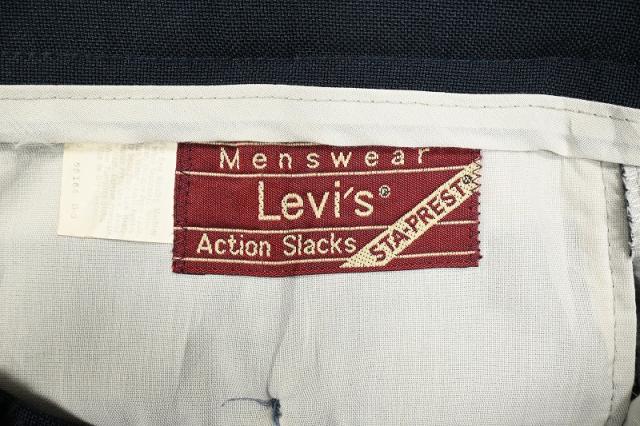 Menswear
Levi's®
Action Slacks
STA-PREST®